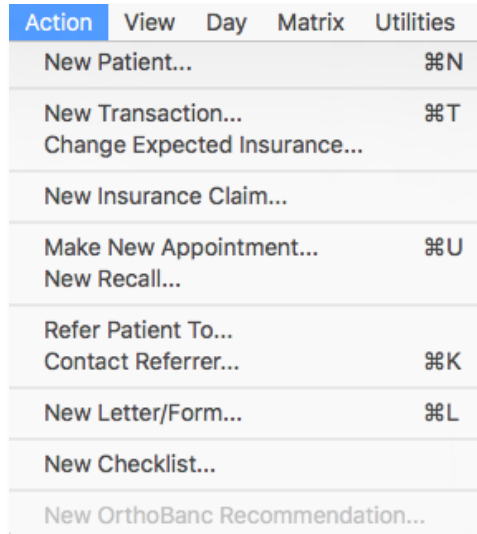 Action View Day Matrix Utilities
New Patient... ⌘N
New Transaction... ⌘T
Change Expected Insurance...
New Insurance Claim...
Make New Appointment... ⌘U
New Recall...
Refer Patient To...
Contact Referrer... ⌘K
New Letter/Form... ⌘L
New Checklist...
New OrthoBanc Recommendation...